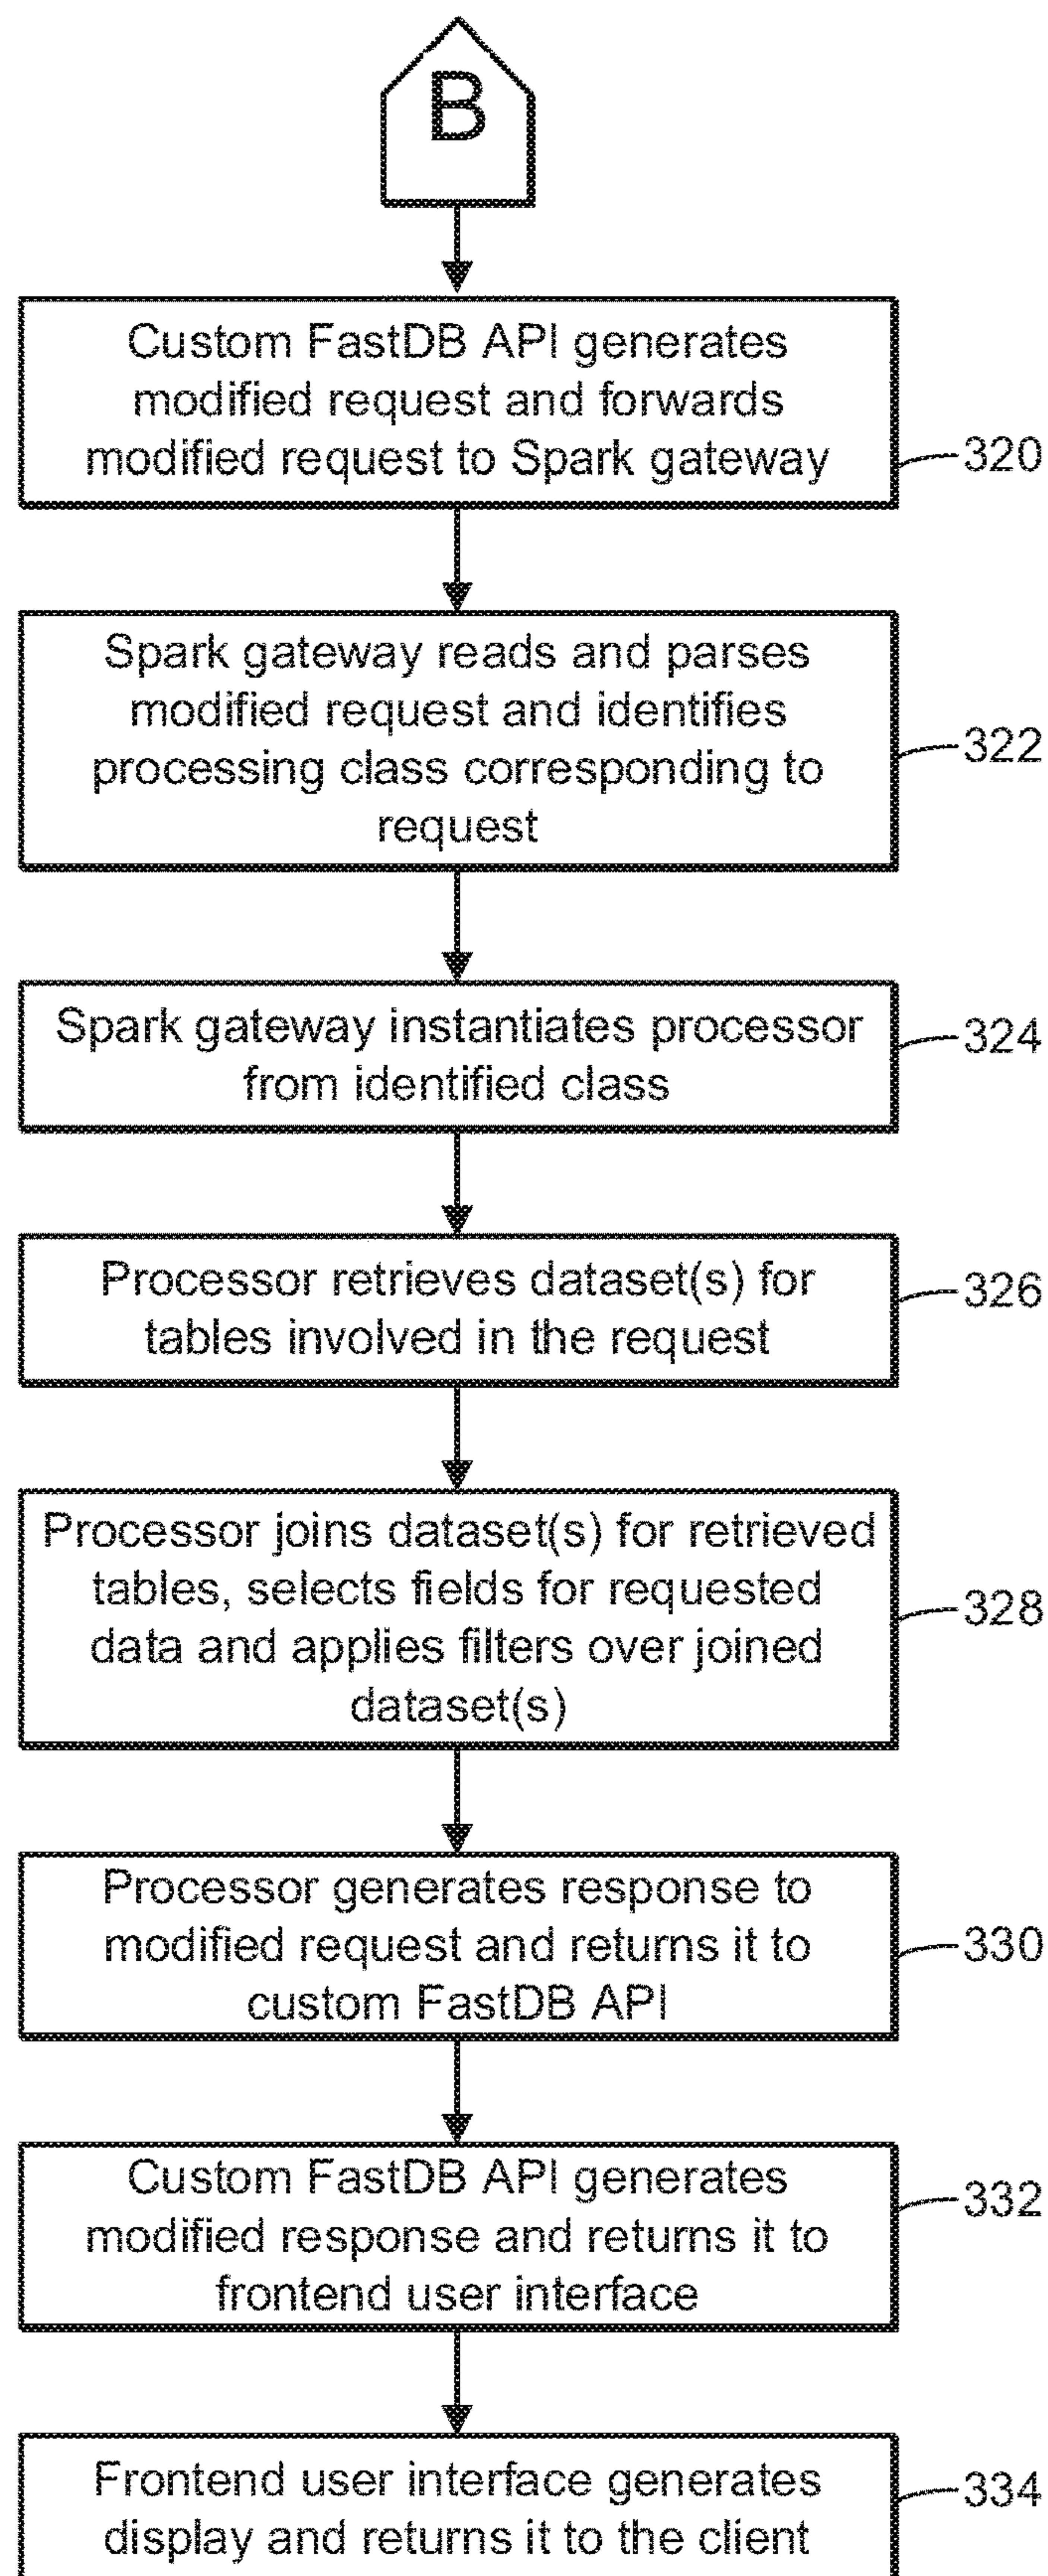 B
Custom FastDB API generates
modified request and forwards
modified request to Spark gateway
320
Spark gateway reads and parses
modified request and identifies
processing class corresponding to
request
322
Spark gateway instantiates processor
from identified class
324
Processor retrieves dataset(s) for
tables involved in the request
326
Processor joins dataset(s) for retrieved
tables, selects fields for requested
data and applies filters over joined
dataset(s)
328
Processor generates response to
modified request and returns it to
custom FastDB API
330
Custom FastDB API generates
modified response and returns it to
frontend user interface
332
Frontend user interface generates
display and returns it to the client
334